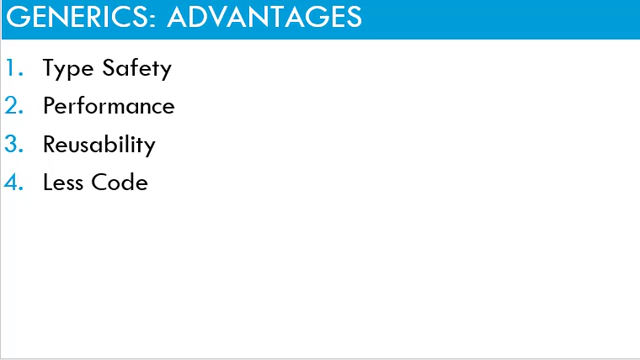 GENERICS: ADVANTAGES
1. Type Safety
2. Performance
3. Reusability
4. Less Code